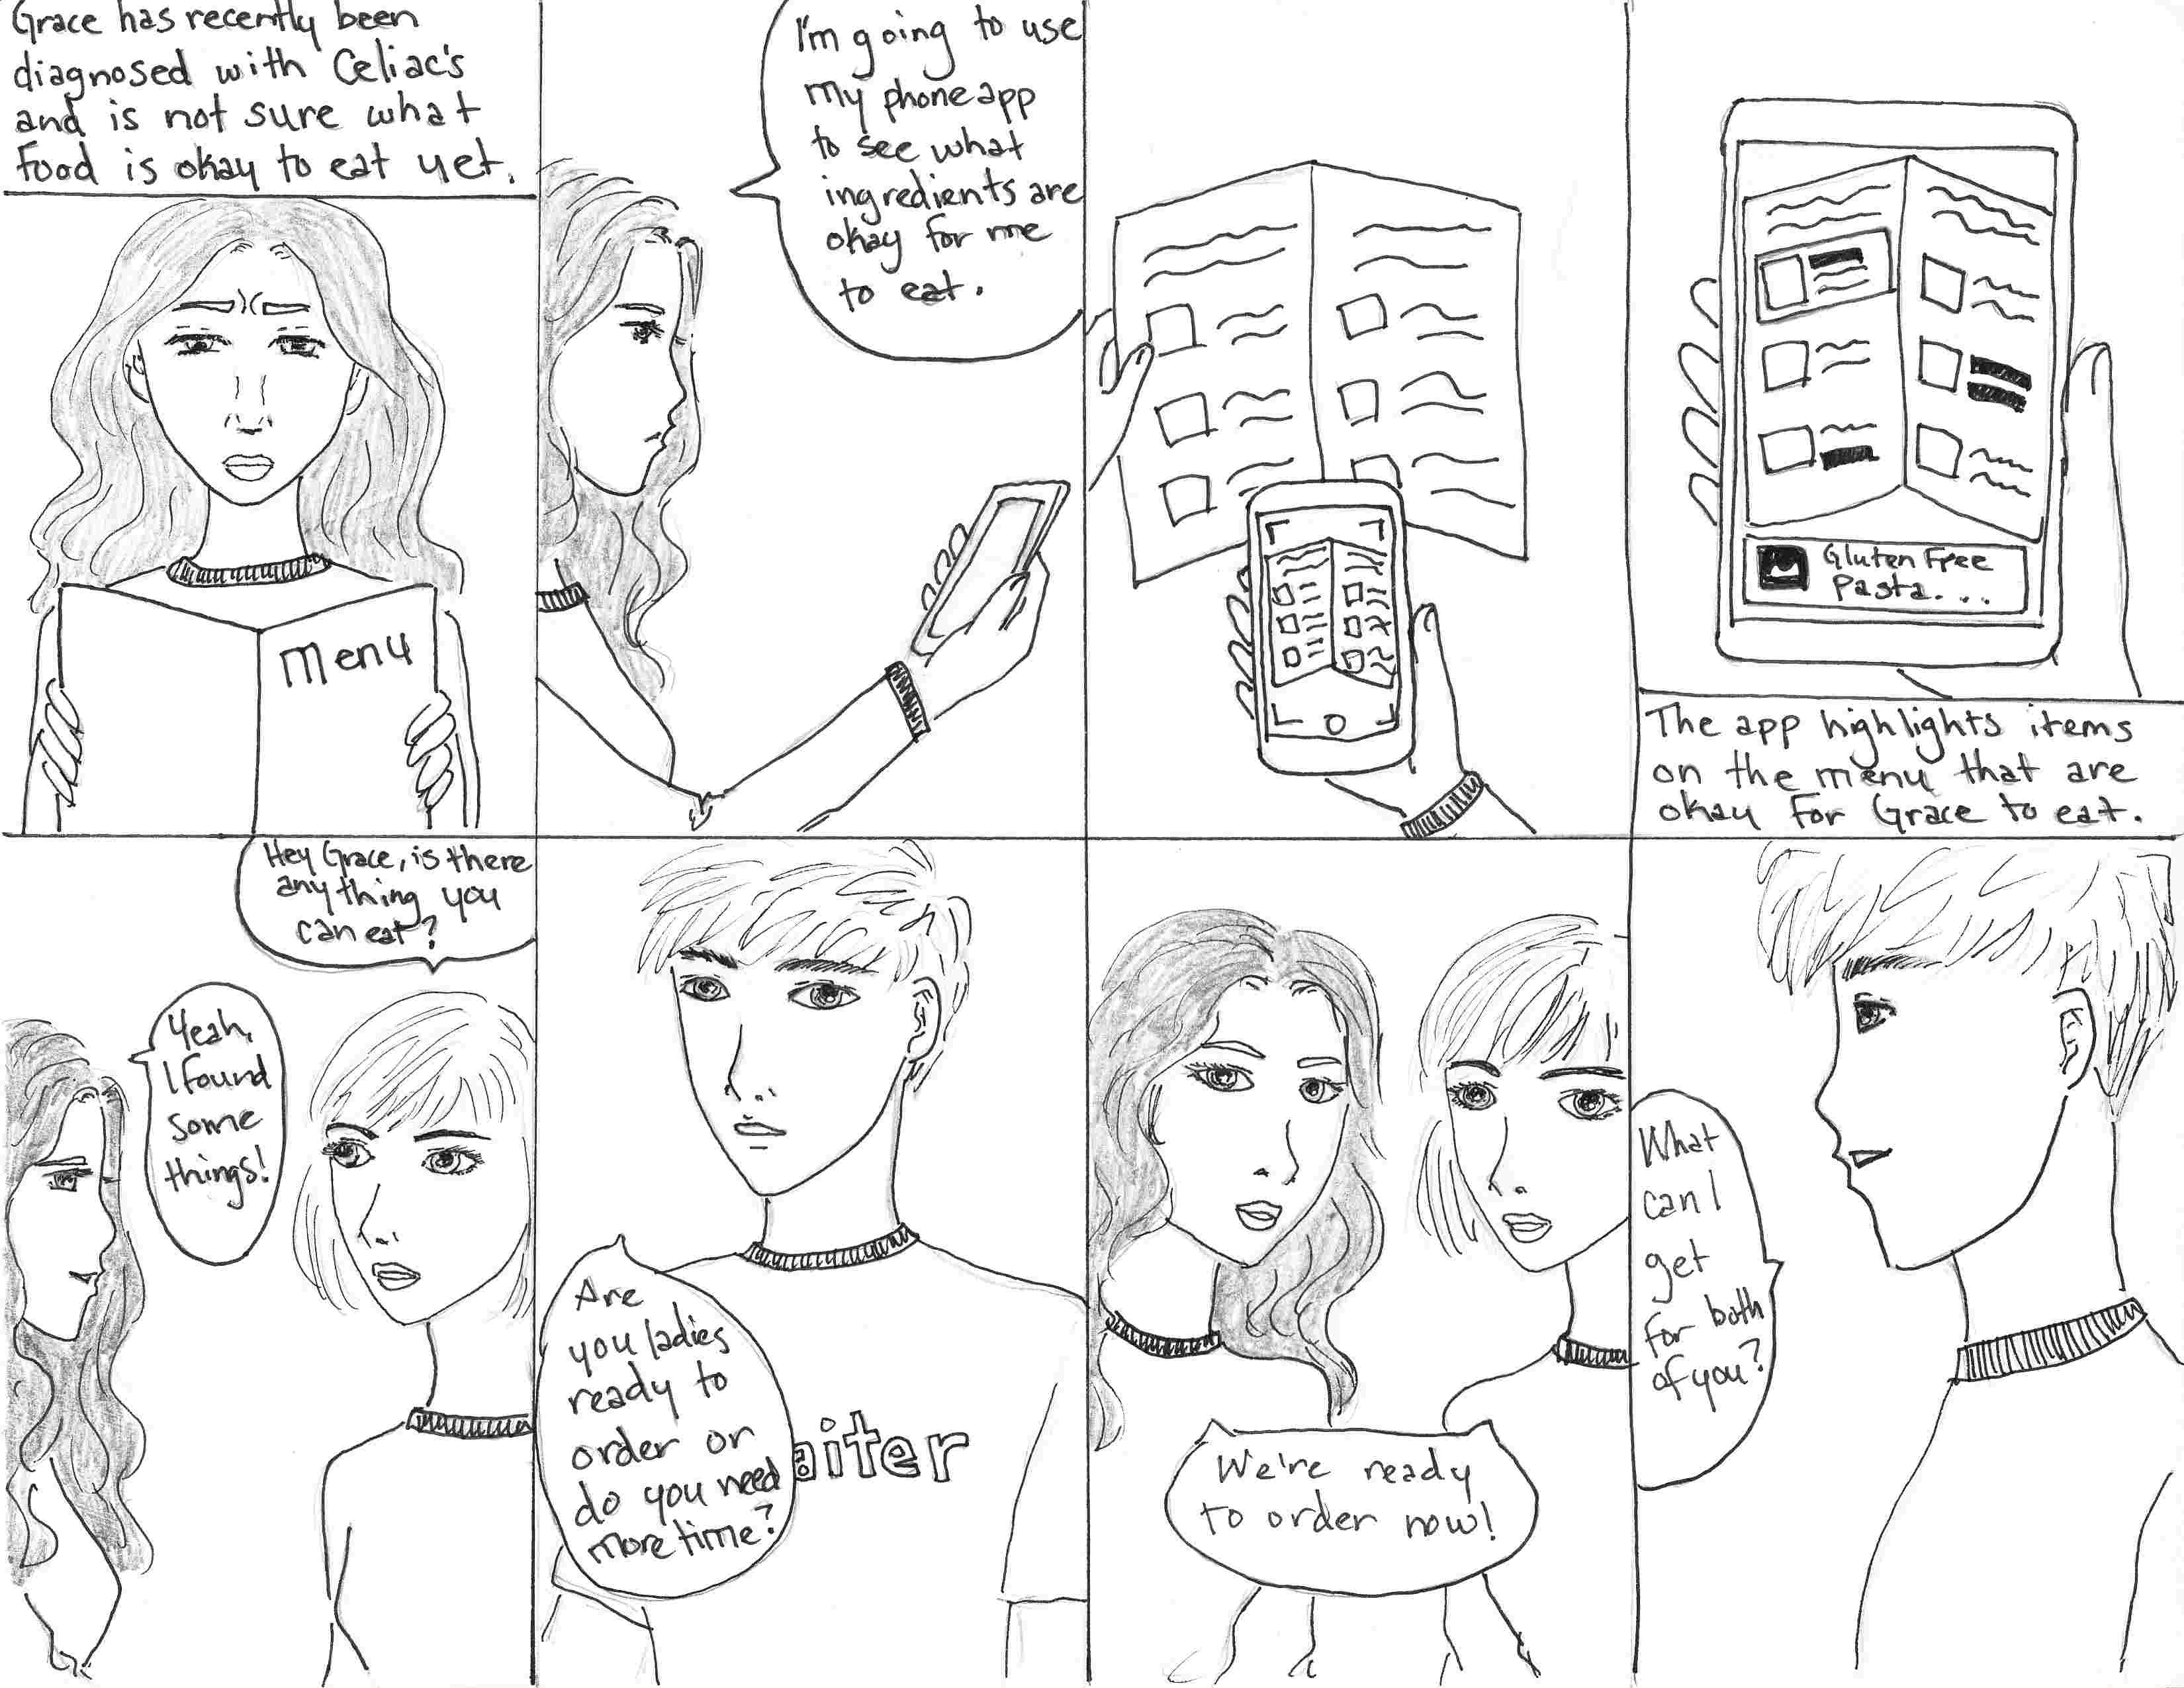 Grace has recently been
diagnosed with Celiac's
and is not sure what
food is okay to eat yet.
Menu
I'm going to use
my phone app
to see what
ingredients are
okay for me
to eat.
Gluten Free
Pasta...
The app highlights items
on the menu that are
okay for Grace to eat.
Hey Grace, is there
anything you
can eat?
Yeah,
I found
some
things!
Are
you ladies
ready to
order or
do you need
more time?
aiter
We're ready
to order now!
What
can I
get
for both
of you?